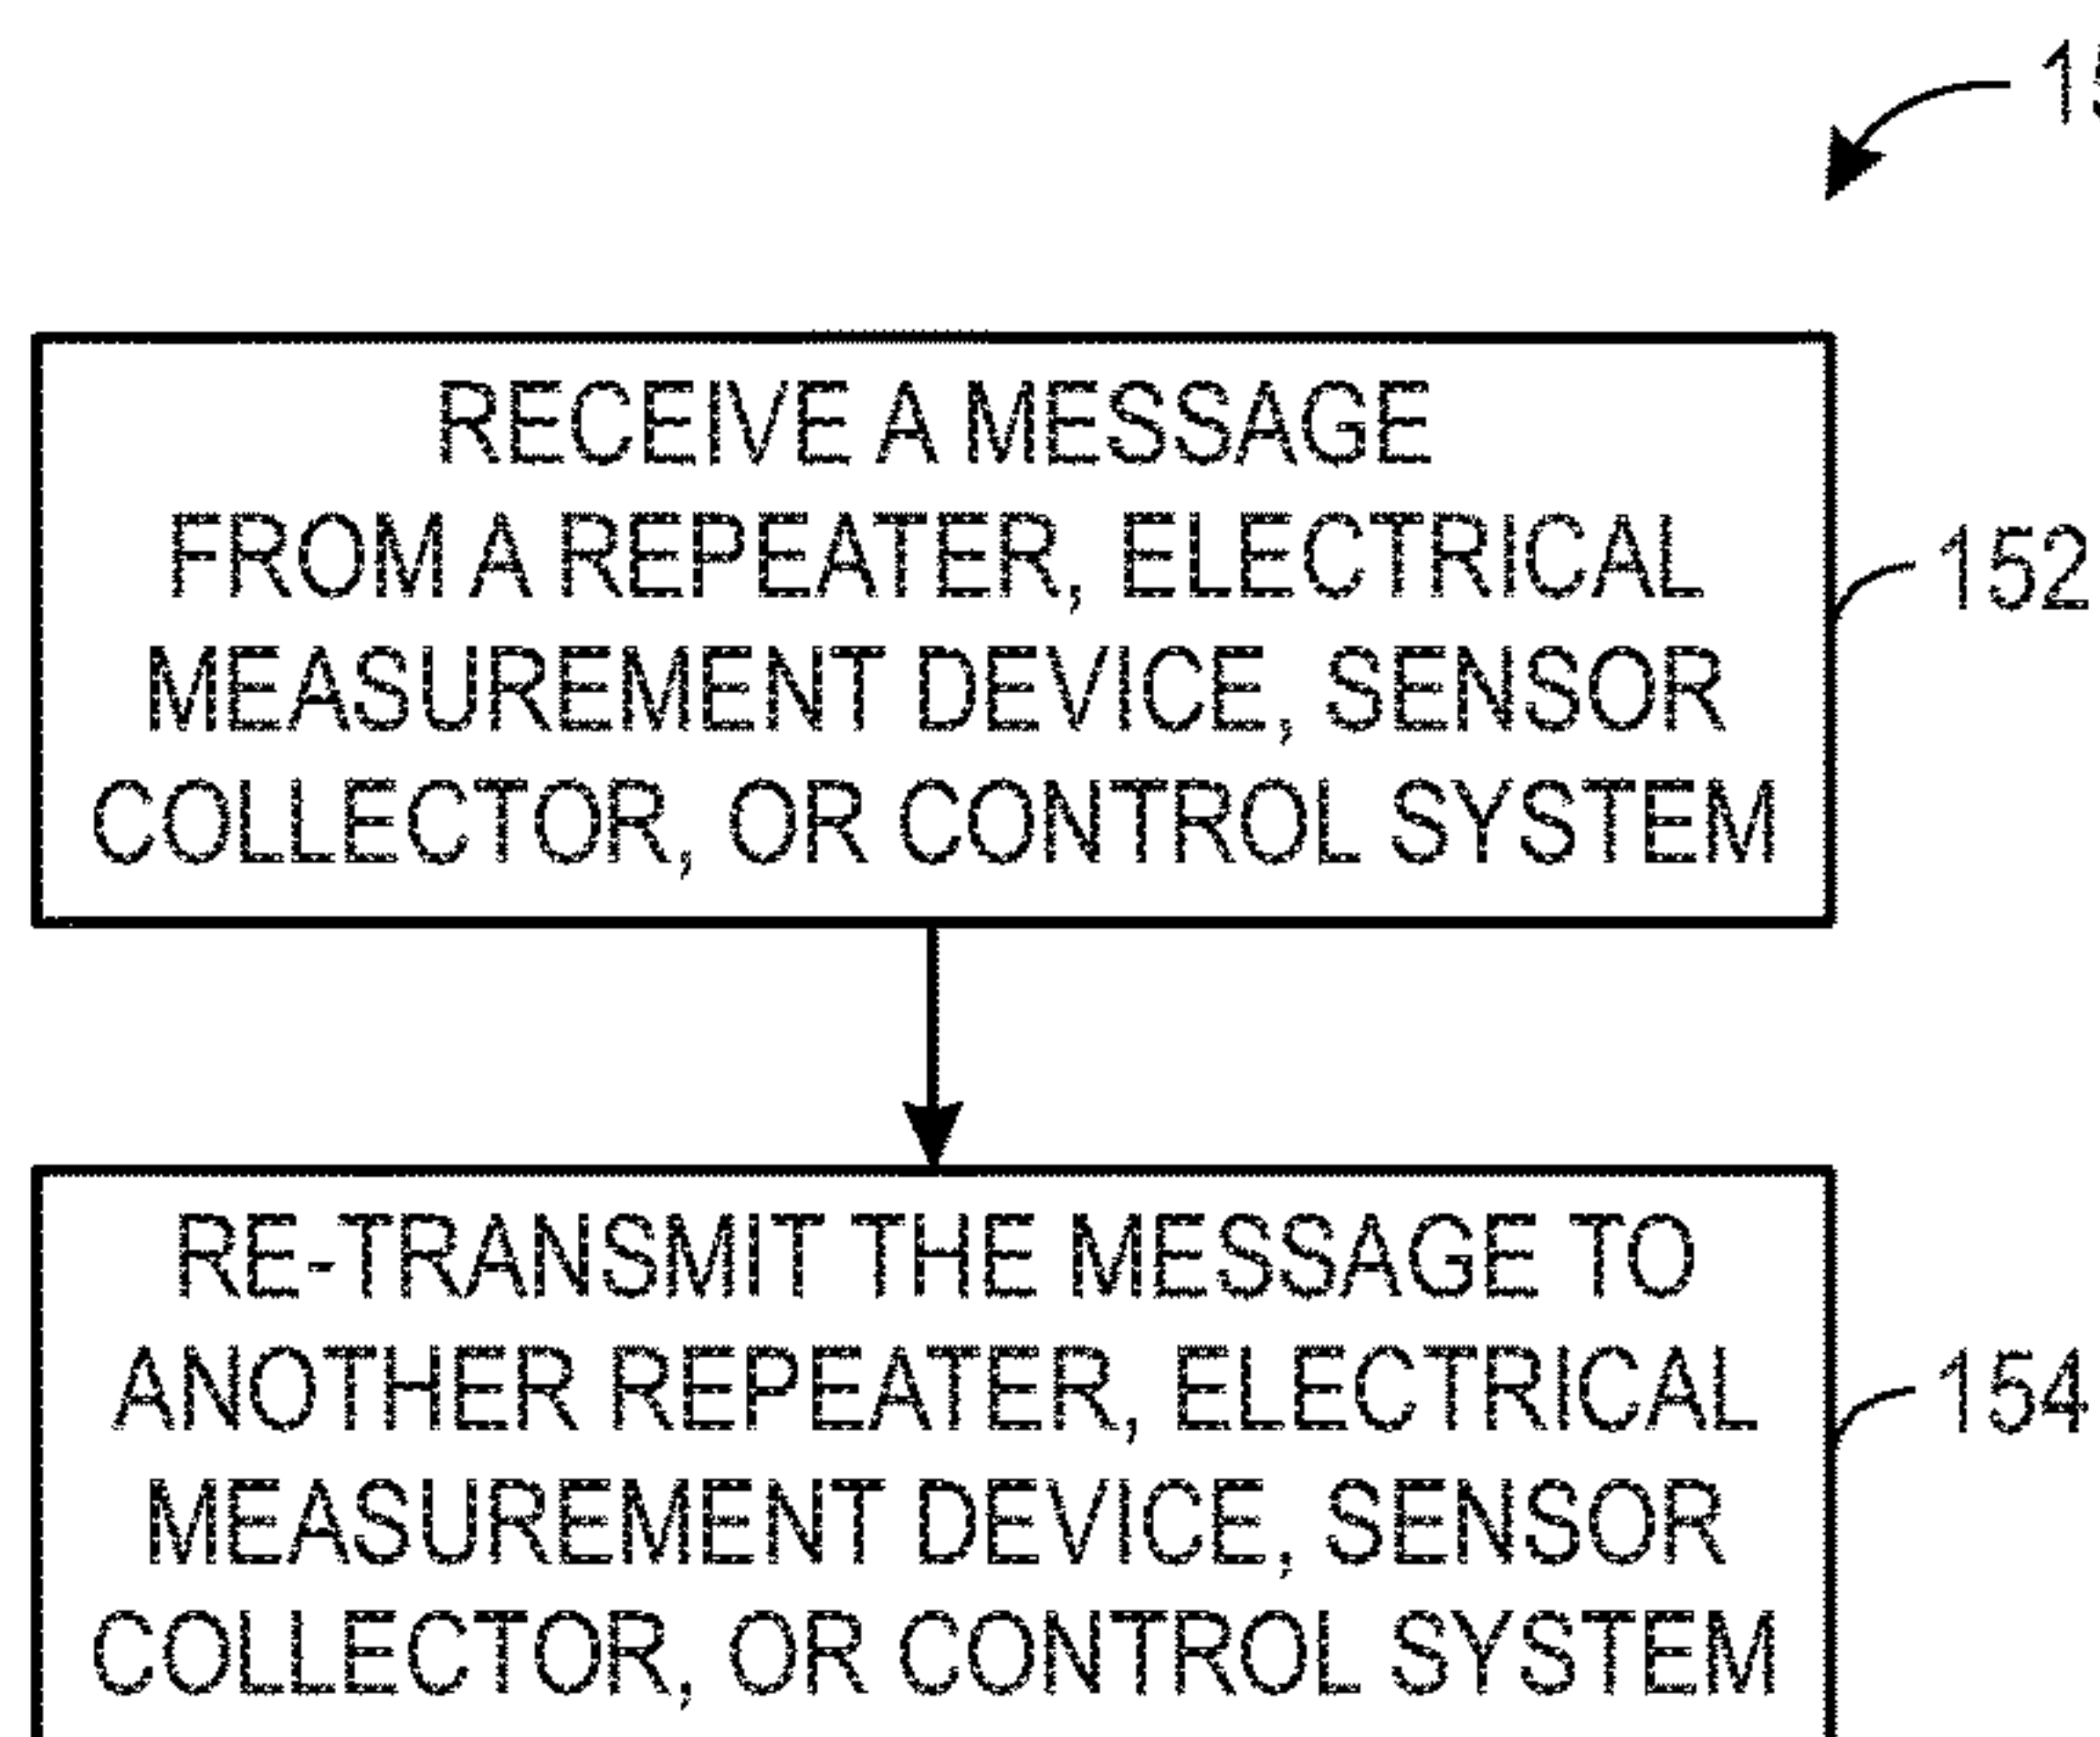 RECEIVE A MESSAGE
FROM A REPEATER, ELECTRICAL
MEASUREMENT DEVICE, SENSOR
COLLECTOR, OR CONTROL SYSTEM
152
RE-TRANSMIT THE MESSAGE TO
ANOTHER REPEATER, ELECTRICAL
MEASUREMENT DEVICE, SENSOR
COLLECTOR, OR CONTROL SYSTEM
154